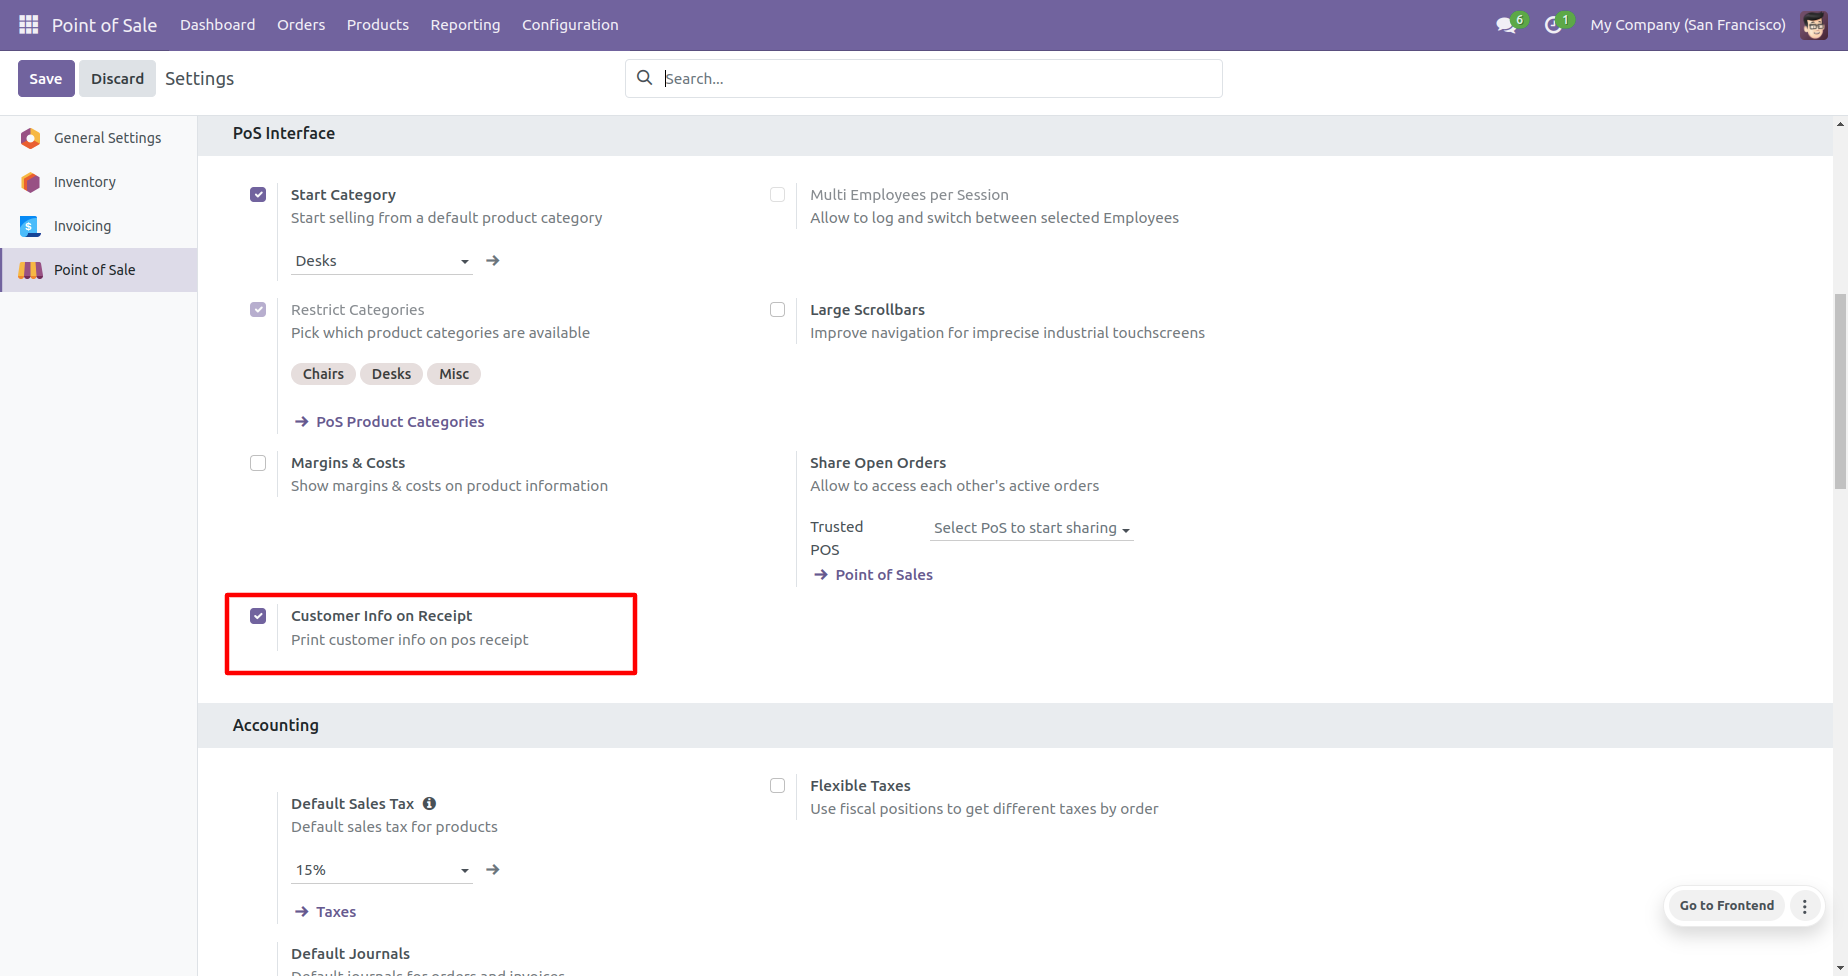 Point of Sale Dashboard Orders Products Reporting Configuration 6 1 My Company (San Francisco)
Save Discard Settings Search...
General Settings
Inventory
Invoicing
Point of Sale
PoS Interface
Start Category
Start selling from a default product category
Desks
Multi Employees per Session
Allow to log and switch between selected Employees
Restrict Categories
Pick which product categories are available
Chairs Desks Misc
PoS Product Categories
Large Scrollbars
Improve navigation for imprecise industrial touchscreens
Margins & Costs
Show margins & costs on product information
Share Open Orders
Allow to access each other's active orders
Trusted
POS
Select PoS to start sharing
Point of Sales
Customer Info on Receipt
Print customer info on pos receipt
Accounting
Default Sales Tax
Default sales tax for products
15%
Taxes
Flexible Taxes
Use fiscal positions to get different taxes by order
Default Journals
Default journals for orders and invoices
Go to Frontend